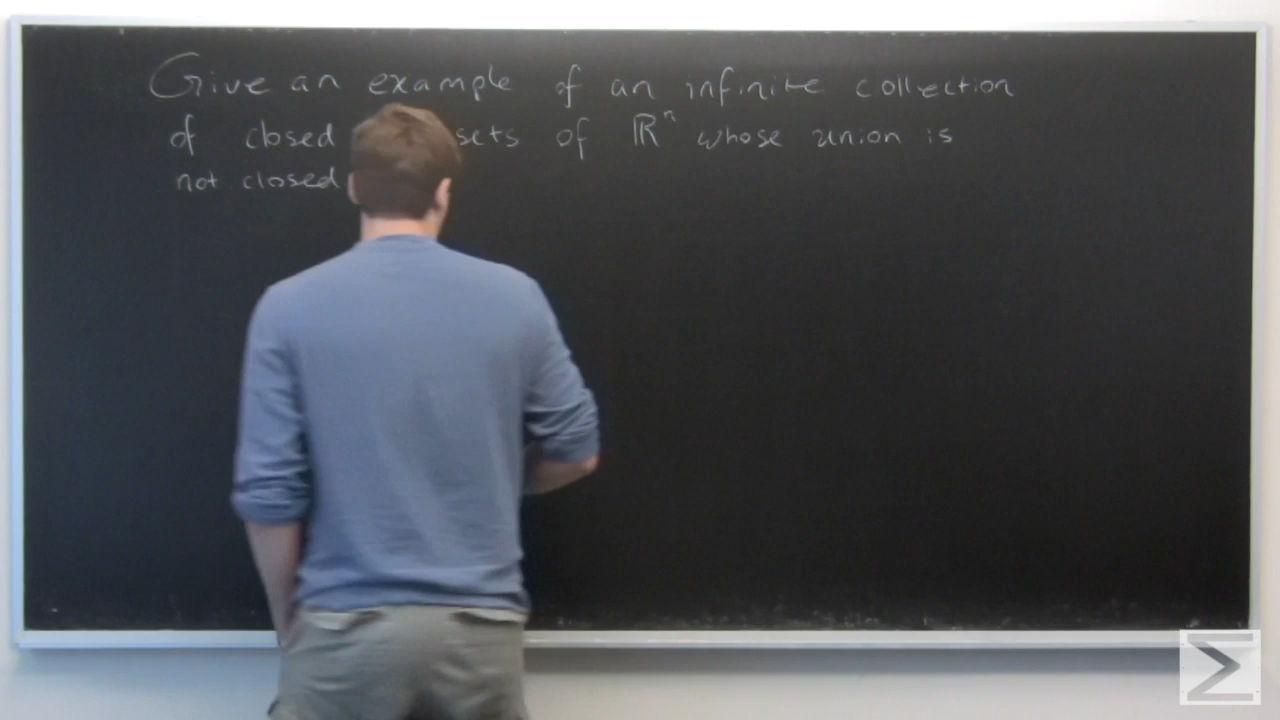 Give an example of an infinite collection
of closed sets of ℝⁿ whose union is
not closed